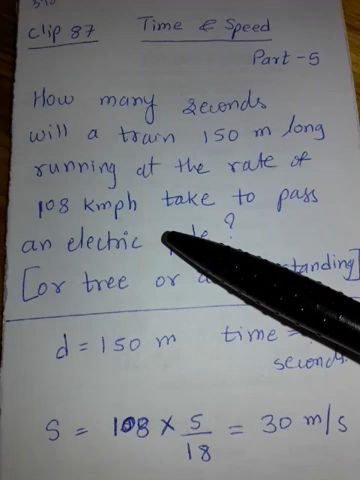 Clip 87 Time & Speed
Part-5
How many seconds
will a train 150 m long
running at the rate of
108 kmph take to pass
an electric ?
[or tree or standing]
d = 150 m time =
seconds
S = 108 × 5/18 = 30 m/s